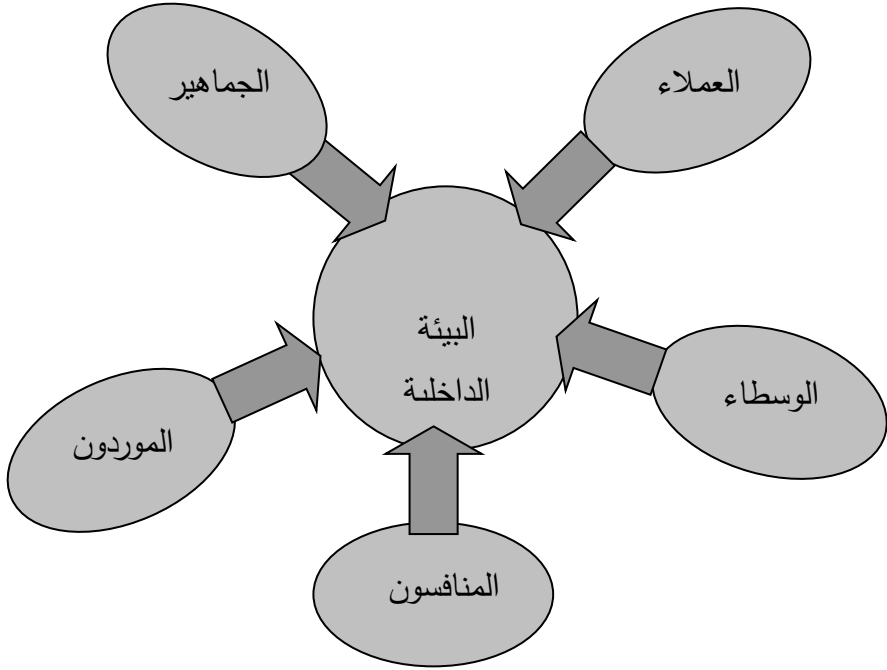 العملاء
الجماهير
البيئة
الداخلية
الوسطاء
الموردون
المنافسون